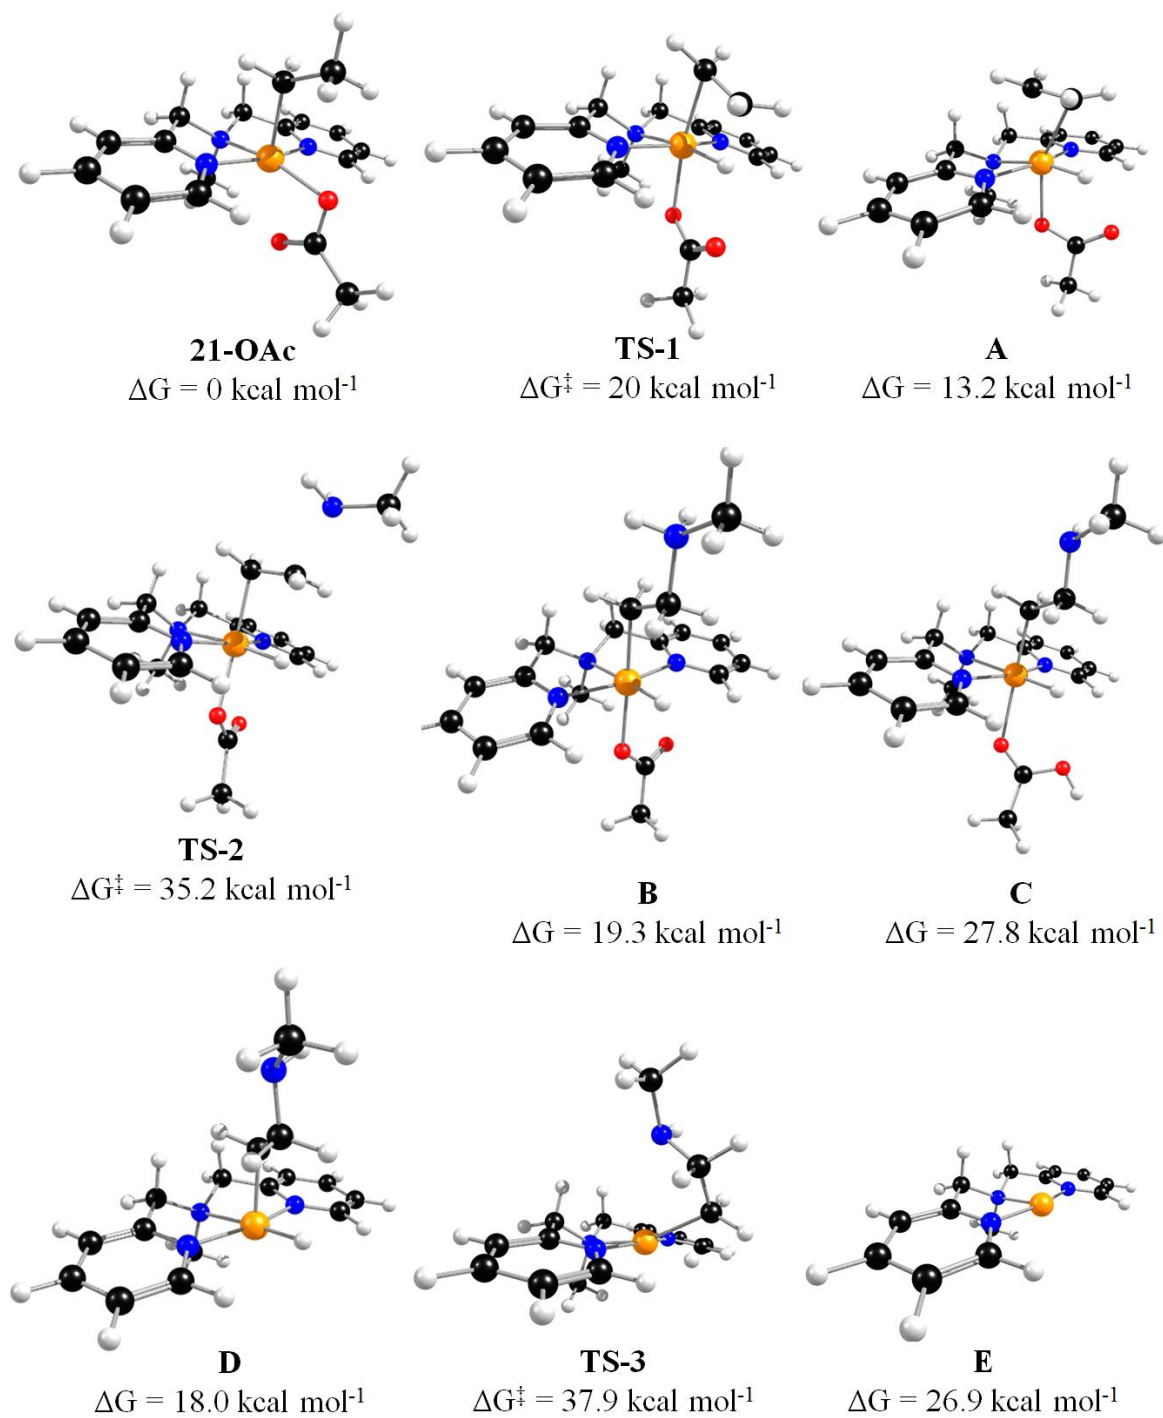 21-OAc
ΔG = 0 kcal mol⁻¹
TS-1
ΔG‡ = 20 kcal mol⁻¹
A
ΔG = 13.2 kcal mol⁻¹
TS-2
ΔG‡ = 35.2 kcal mol⁻¹
B
ΔG = 19.3 kcal mol⁻¹
C
ΔG = 27.8 kcal mol⁻¹
D
ΔG = 18.0 kcal mol⁻¹
TS-3
ΔG‡ = 37.9 kcal mol⁻¹
E
ΔG = 26.9 kcal mol⁻¹